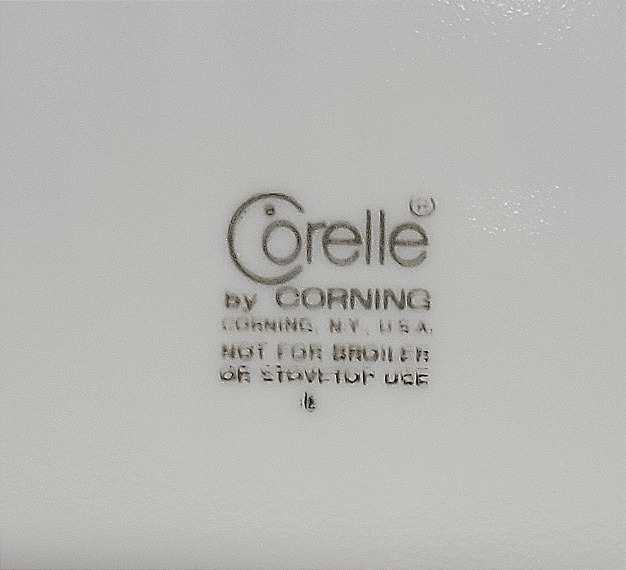 Corelle®
by CORNING
CORNING, N.Y., U.S.A.
NOT FOR BROILER
OR STOVETOP USE